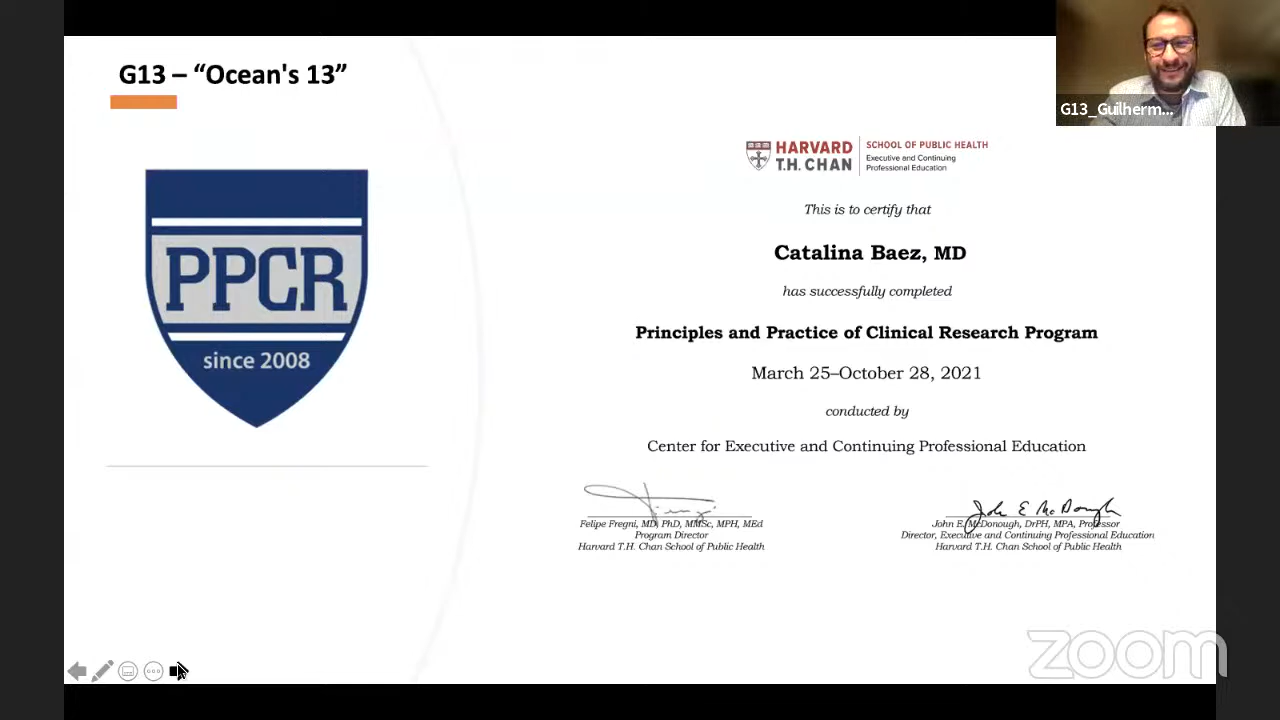 G13 – “Ocean's 13”
G13_Guilherm...
PPCR
since 2008
HARVARD
T.H. CHAN
SCHOOL OF PUBLIC HEALTH
Executive and Continuing
Professional Education
This is to certify that
Catalina Baez, MD
has successfully completed
Principles and Practice of Clinical Research Program
March 25–October 28, 2021
conducted by
Center for Executive and Continuing Professional Education
Felipe Fregni, MD, PhD, MMSc, MPH, MEd
Program Director
Harvard T.H. Chan School of Public Health
John E McDonough
John E. McDonough, DrPH, MPA, Professor
Director, Executive and Continuing Professional Education
Harvard T.H. Chan School of Public Health
zoom